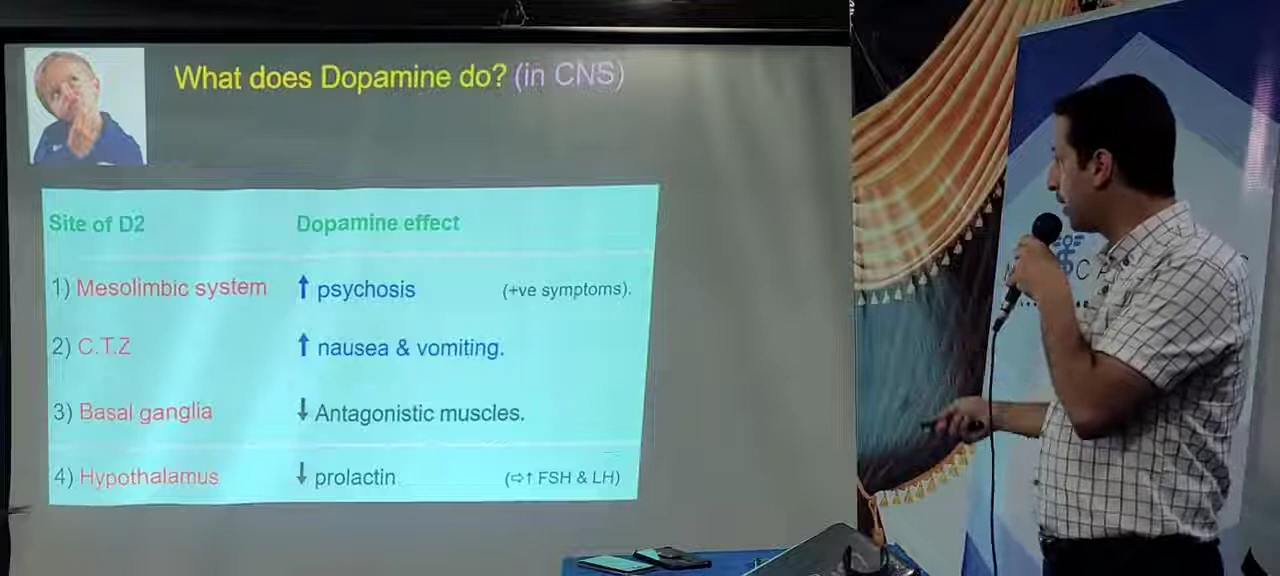 What does Dopamine do? (in CNS)
Site of D2 Dopamine effect
1) Mesolimbic system ↑ psychosis (+ve symptoms).
2) C.T.Z ↑ nausea & vomiting.
3) Basal ganglia ↓ Antagonistic muscles.
4) Hypothalamus ↓ prolactin (⇨↑ FSH & LH)